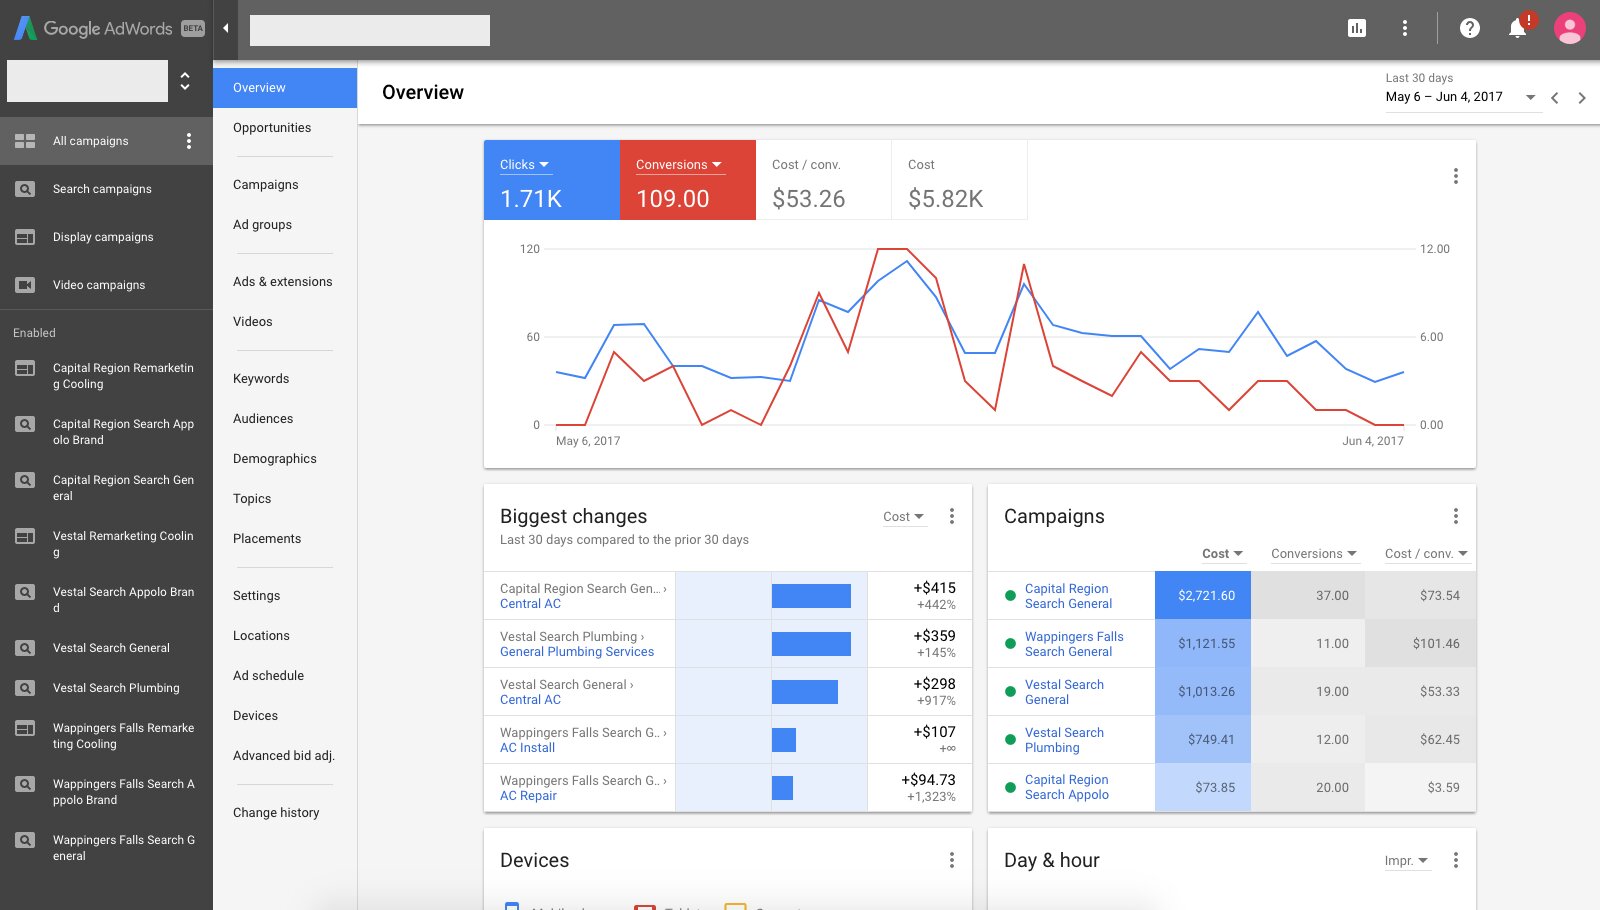 Google AdWords BETA
All campaigns
Search campaigns
Display campaigns
Video campaigns
Enabled
Capital Region Remarketin
g Cooling
Capital Region Search App
olo Brand
Capital Region Search Gen
eral
Vestal Remarketing Coolin
g
Vestal Search Appolo Bran
d
Vestal Search General
Vestal Search Plumbing
Wappingers Falls Remarke
ting Cooling
Wappingers Falls Search A
ppolo Brand
Wappingers Falls Search G
eneral
Overview
Opportunities
Campaigns
Ad groups
Ads & extensions
Videos
Keywords
Audiences
Demographics
Topics
Placements
Settings
Locations
Ad schedule
Devices
Advanced bid adj.
Change history
Overview
Last 30 days
May 6 – Jun 4, 2017
Clicks
1.71K
Conversions
109.00
Cost / conv.
$53.26
Cost
$5.82K
120
60
0
12.00
6.00
0.00
May 6, 2017
Jun 4, 2017
Biggest changes
Cost
Last 30 days compared to the prior 30 days
Capital Region Search Gen... ›
Central AC
+$415
+442%
Vestal Search Plumbing ›
General Plumbing Services
+$359
+145%
Vestal Search General ›
Central AC
+$298
+917%
Wappingers Falls Search G... ›
AC Install
+$107
+∞
Wappingers Falls Search G... ›
AC Repair
+$94.73
+1,323%
Campaigns
Cost Conversions Cost / conv.
Capital Region
Search General
$2,721.60 37.00 $73.54
Wappingers Falls
Search General
$1,121.55 11.00 $101.46
Vestal Search
General
$1,013.26 19.00 $53.33
Vestal Search
Plumbing
$749.41 12.00 $62.45
Capital Region
Search Appolo
$73.85 20.00 $3.59
Devices
Day & hour
Impr.